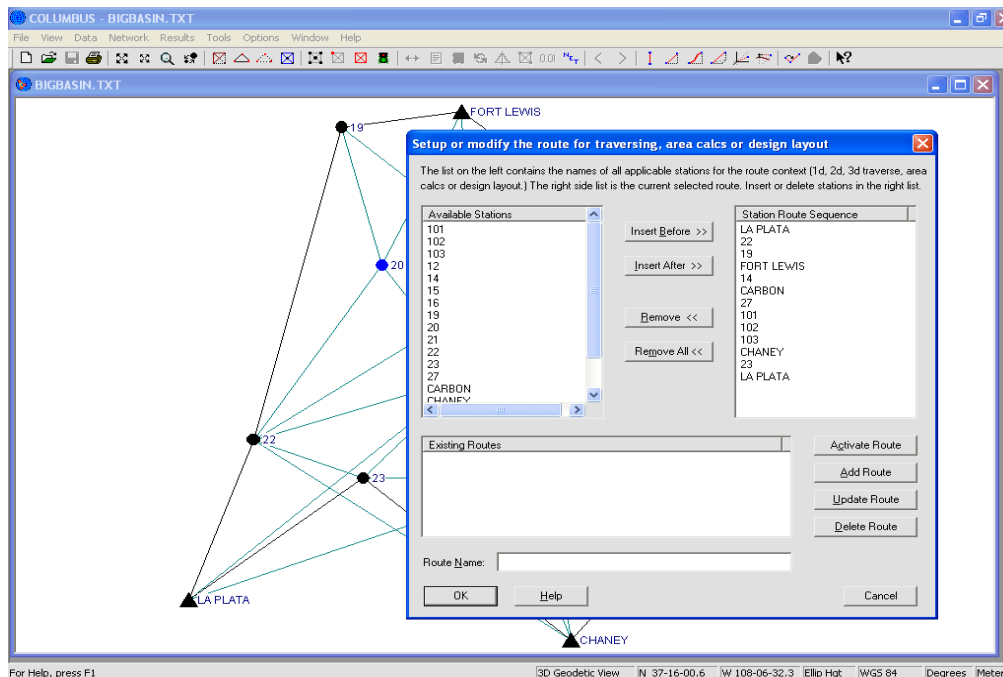 COLUMBUS - BIGBASIN.TXT
File View Data Network Results Tools Options Window Help
0.01
BIGBASIN.TXT
FORT LEWIS
19
20
22
23
LA PLATA
CHANEY
Setup or modify the route for traversing, area calcs or design layout
The list on the left contains the names of all applicable stations for the route context (1d, 2d, 3d traverse, area
calcs or design layout.) The right side list is the current selected route. Insert or delete stations in the right list.
Available Stations
101
102
103
12
14
15
16
19
20
21
22
23
27
CARBON
CHANEY
Insert Before >>
Insert After >>
Remove <<
Remove All <<
Station Route Sequence
LA PLATA
22
19
FORT LEWIS
14
CARBON
27
101
102
103
CHANEY
23
LA PLATA
Existing Routes
Activate Route
Add Route
Update Route
Delete Route
Route Name:
OK Help Cancel
For Help, press F1 3D Geodetic View N 37-16-00.6 W 108-06-32.3 Ellip Hgt WGS 84 Degrees Meter